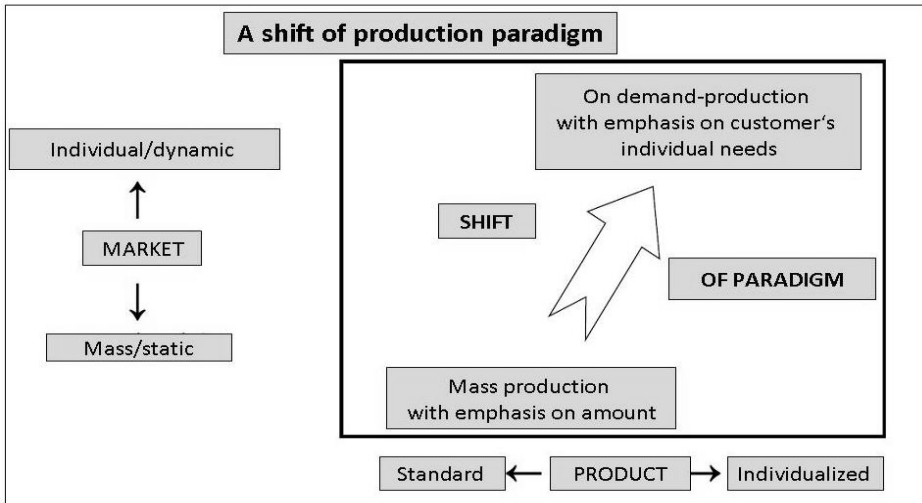 A shift of production paradigm
On demand-production
with emphasis on customer‘s
individual needs
Individual/dynamic
SHIFT
MARKET
OF PARADIGM
Mass/static
Mass production
with emphasis on amount
Standard
PRODUCT
Individualized